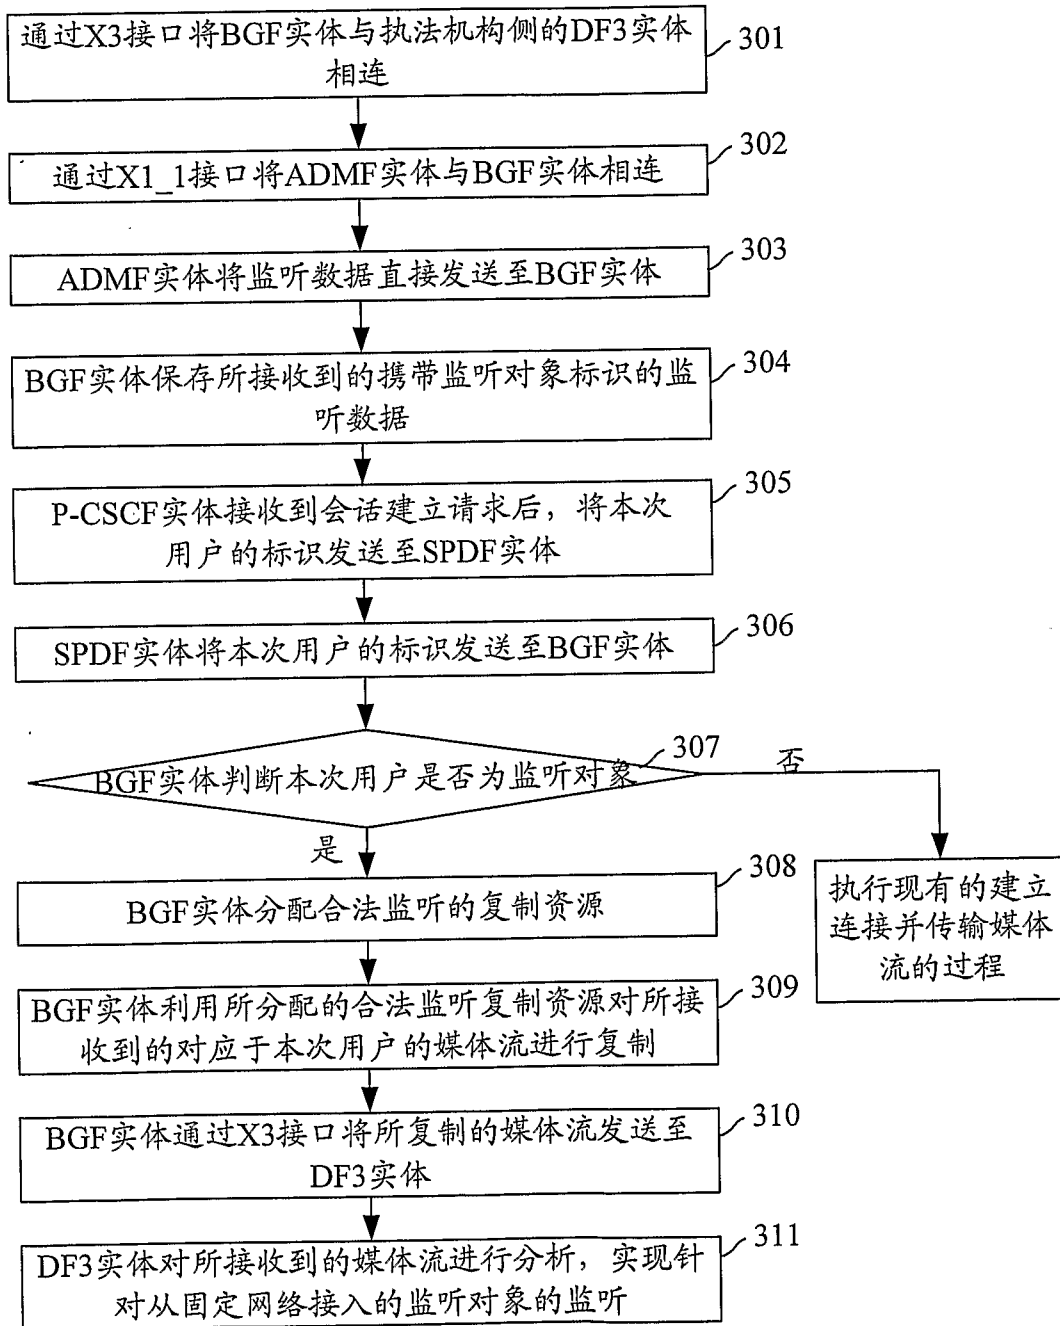 通过X3接口将BGF实体与执法机构侧的DF3实体
相连
301
通过X1_1接口将ADMF实体与BGF实体相连
302
ADMF实体将监听数据直接发送至BGF实体
303
BGF实体保存所接收到的携带监听对象标识的监
听数据
304
P-CSCF实体接收到会话建立请求后，将本次
用户的标识发送至SPDF实体
305
SPDF实体将本次用户的标识发送至BGF实体
306
BGF实体判断本次用户是否为监听对象
307
否
是
BGF实体分配合法监听的复制资源
308
执行现有的建立
连接并传输媒体
流的过程
BGF实体利用所分配的合法监听复制资源对所接
收到的对应于本次用户的媒体流进行复制
309
BGF实体通过X3接口将所复制的媒体流发送至
DF3实体
310
DF3实体对所接收到的媒体流进行分析，实现针
对从固定网络接入的监听对象的监听
311